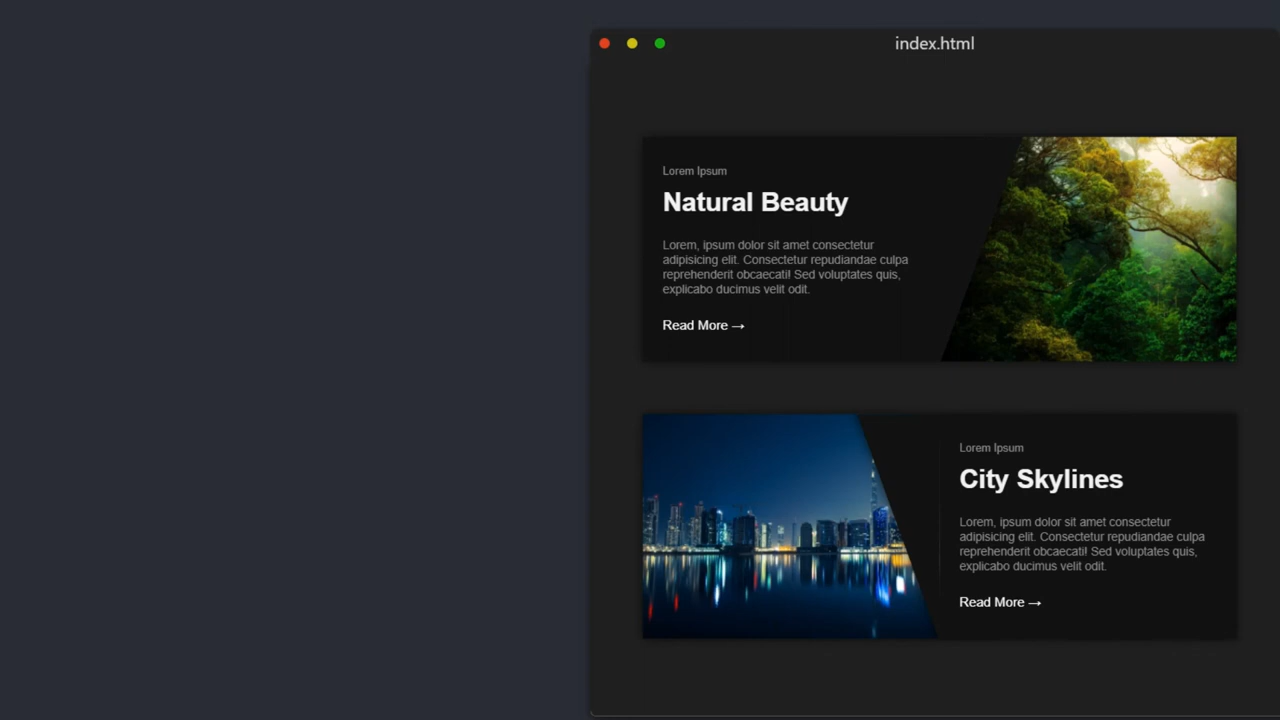 index.html
Lorem Ipsum
Natural Beauty
Lorem, ipsum dolor sit amet consectetur
adipisicing elit. Consectetur repudiandae culpa
reprehenderit obcaecati! Sed voluptates quis,
explicabo ducimus velit odit.
Read More →
Lorem Ipsum
City Skylines
Lorem, ipsum dolor sit amet consectetur
adipisicing elit. Consectetur repudiandae culpa
reprehenderit obcaecati! Sed voluptates quis,
explicabo ducimus velit odit.
Read More →